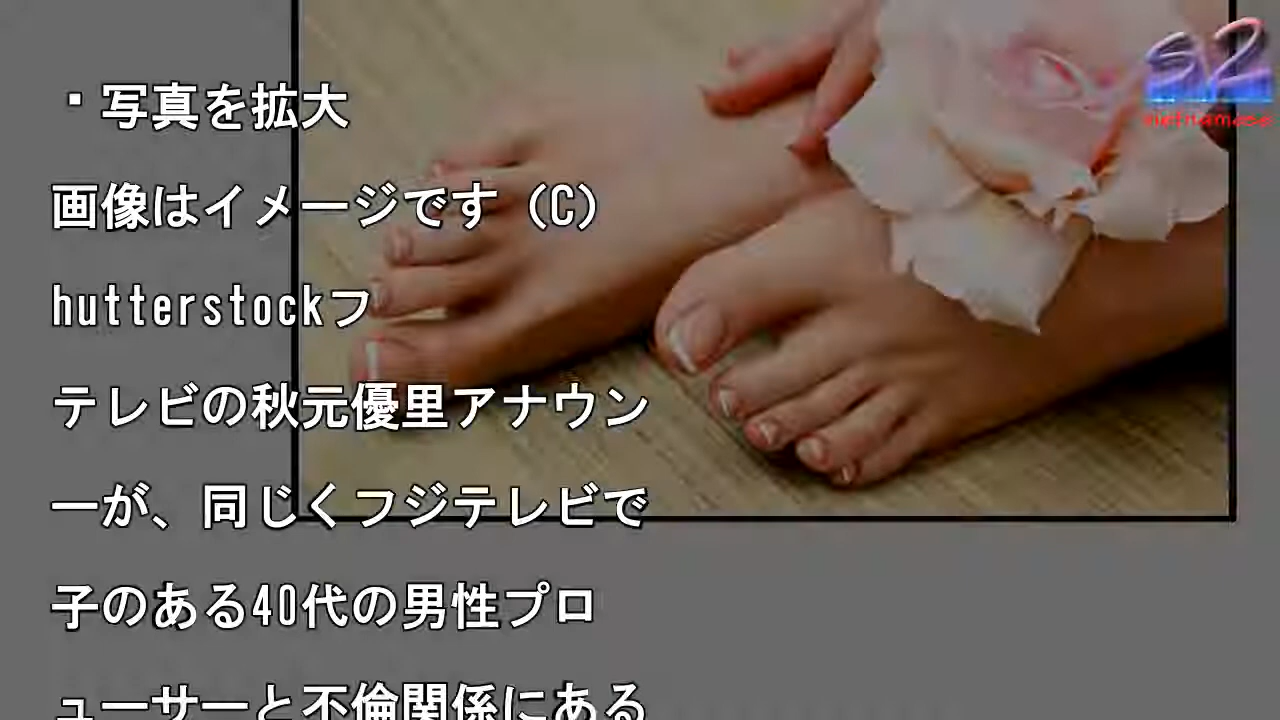 ・写真を拡大
画像はイメージです（C）
hutterstockフ
テレビの秋元優里アナウン
ーが、同じくフジテレビで
子のある40代の男性プロ
ューサーと不倫関係にある
S2
vietnamese